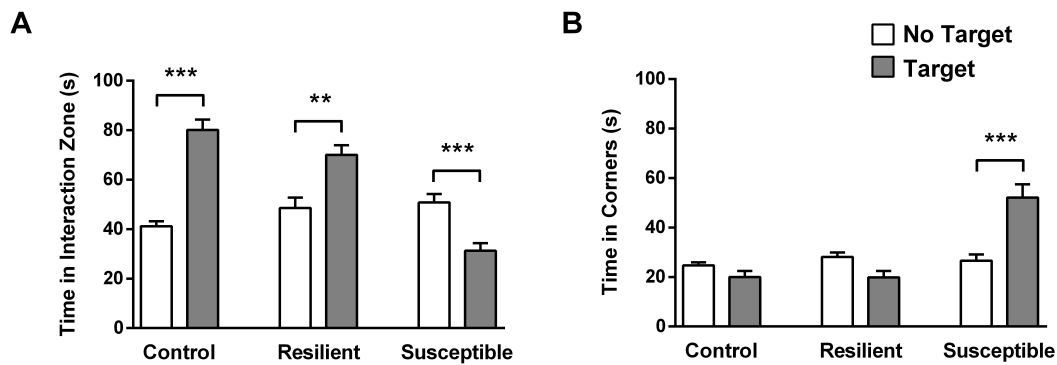 A
B
No Target
Target
Time in Interaction Zone (s)
100
80
60
40
20
0
***
**
***
Control
Resilient
Susceptible
Time in Corners (s)
100
80
60
40
20
0
***
Control
Resilient
Susceptible